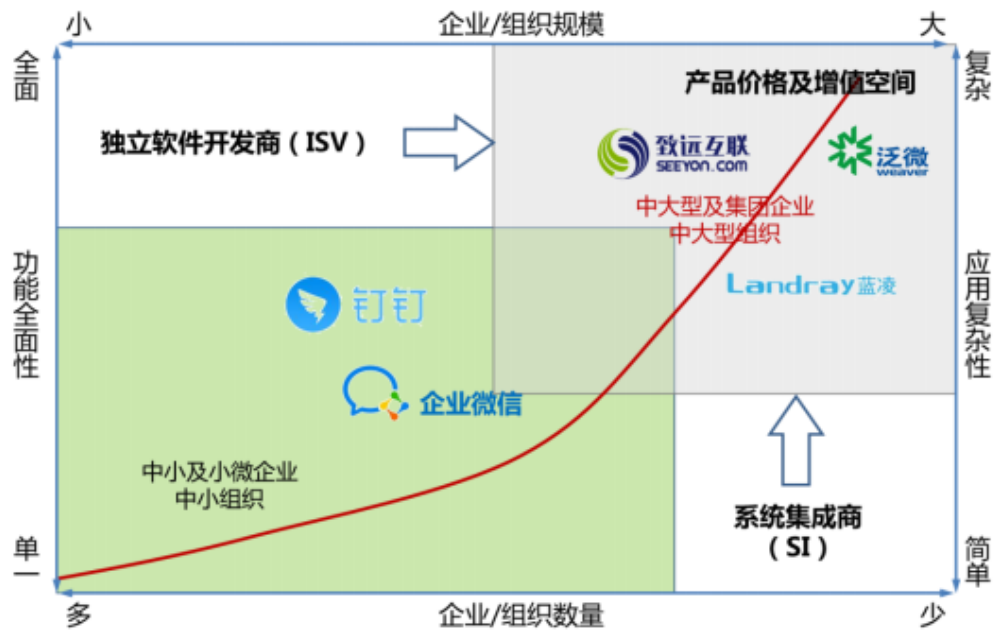 小
企业/组织规模
大
全面
复杂
产品价格及增值空间
独立软件开发商（ISV）
致远互联
SEEYON.COM
泛微
weaver
中大型及集团企业
中大型组织
功能全面性
应用复杂性
Landray蓝凌
钉钉
企业微信
中小及小微企业
中小组织
系统集成商
（SI）
单一
简单
多
企业/组织数量
少